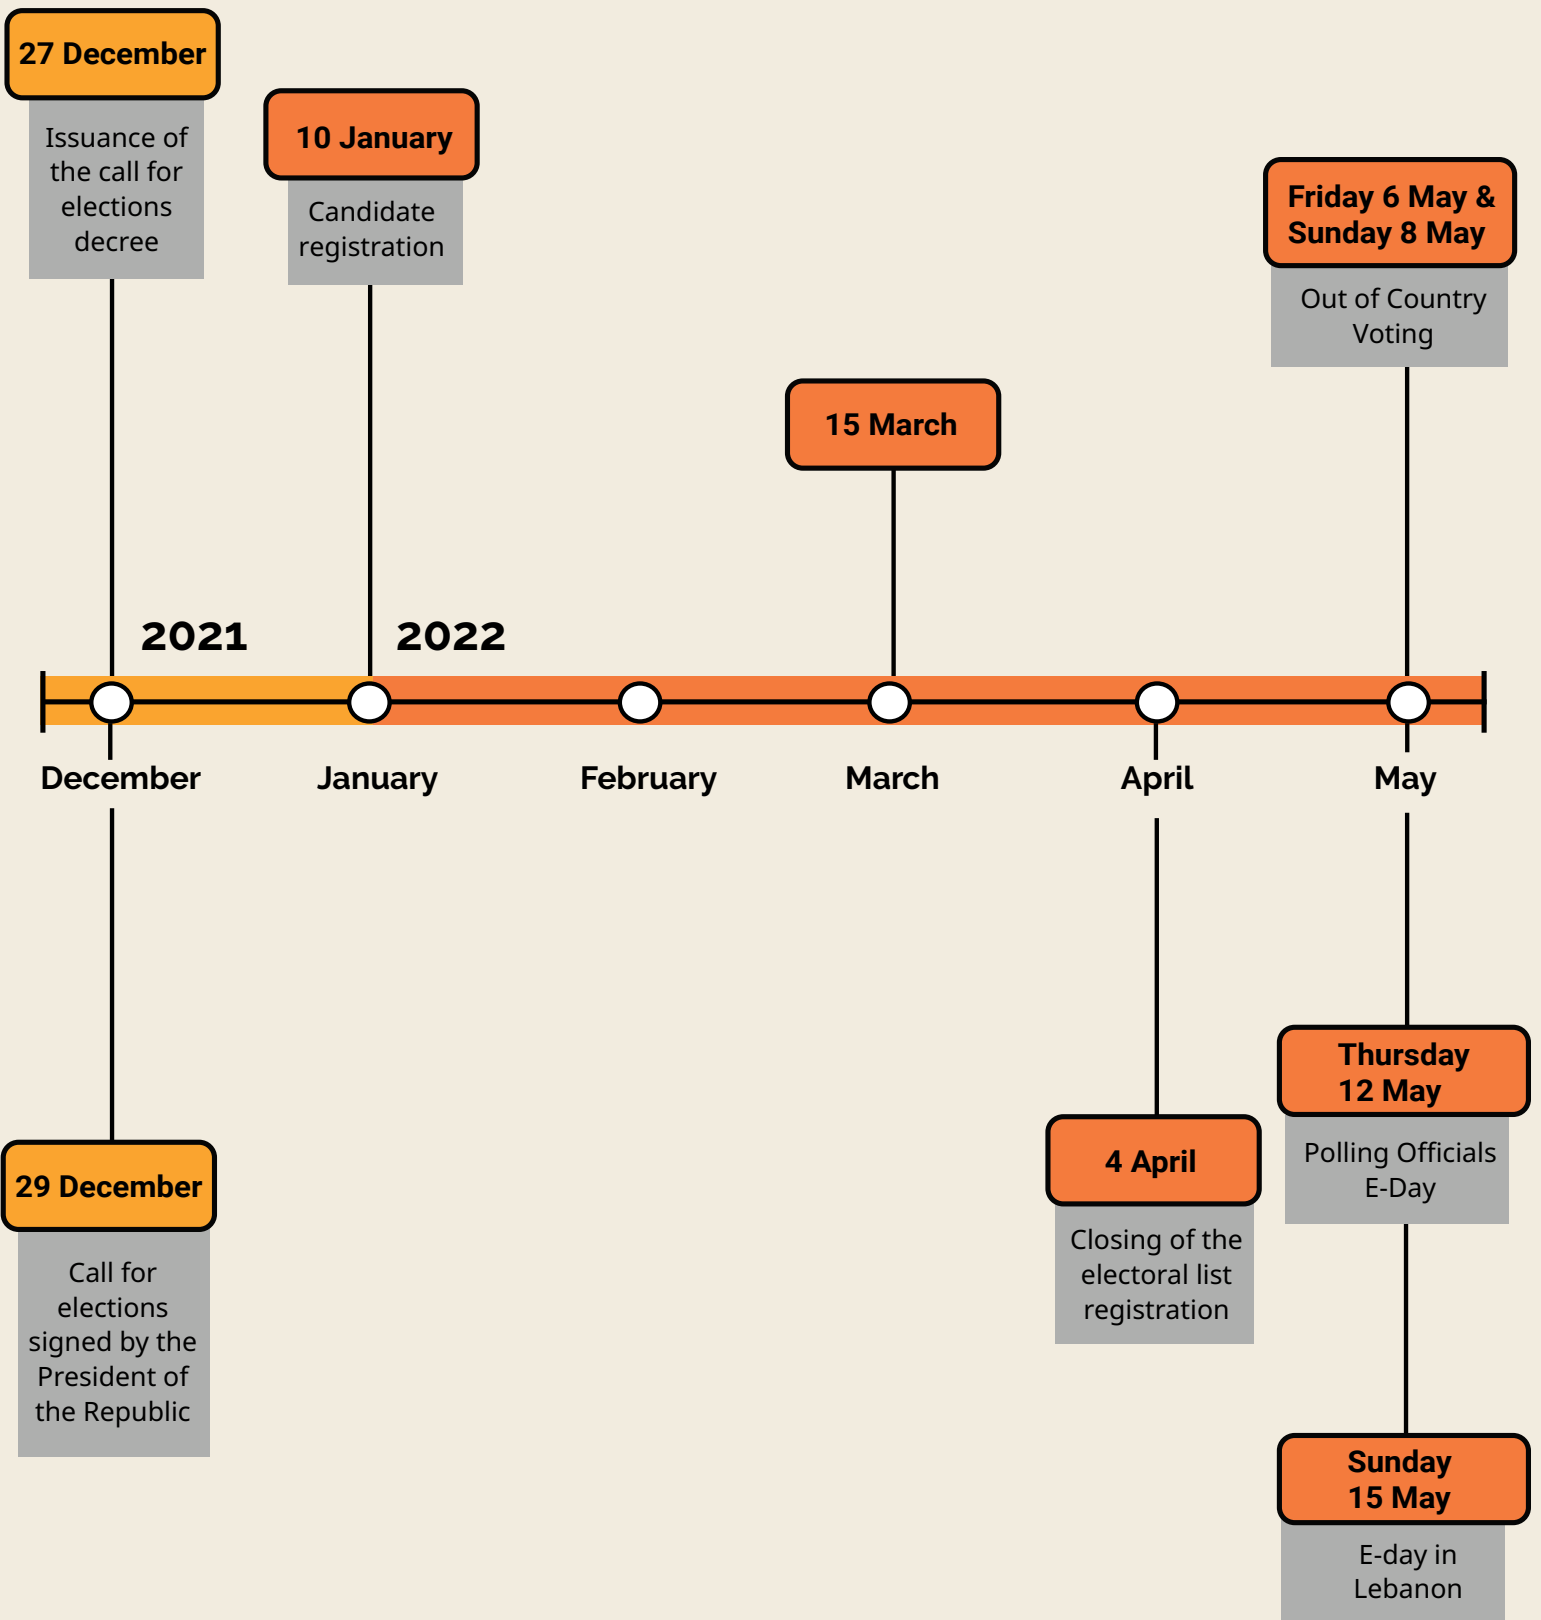 27 December
Issuance of
the call for
elections
decree
10 January
Candidate
registration
15 March
Friday 6 May &
Sunday 8 May
Out of Country
Voting
2021
2022
December
January
February
March
April
May
29 December
Call for
elections
signed by the
President of
the Republic
4 April
Closing of the
electoral list
registration
Thursday
12 May
Polling Officials
E-Day
Sunday
15 May
E-day in
Lebanon